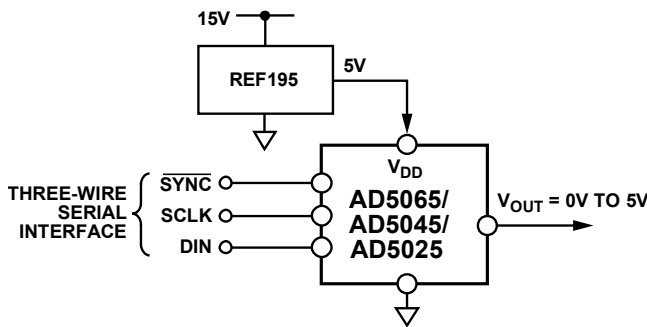 15V
REF195
5V
V_DD
THREE-WIRE
SERIAL
INTERFACE
SYNC
SCLK
DIN
AD5065/
AD5045/
AD5025
V_OUT = 0V TO 5V